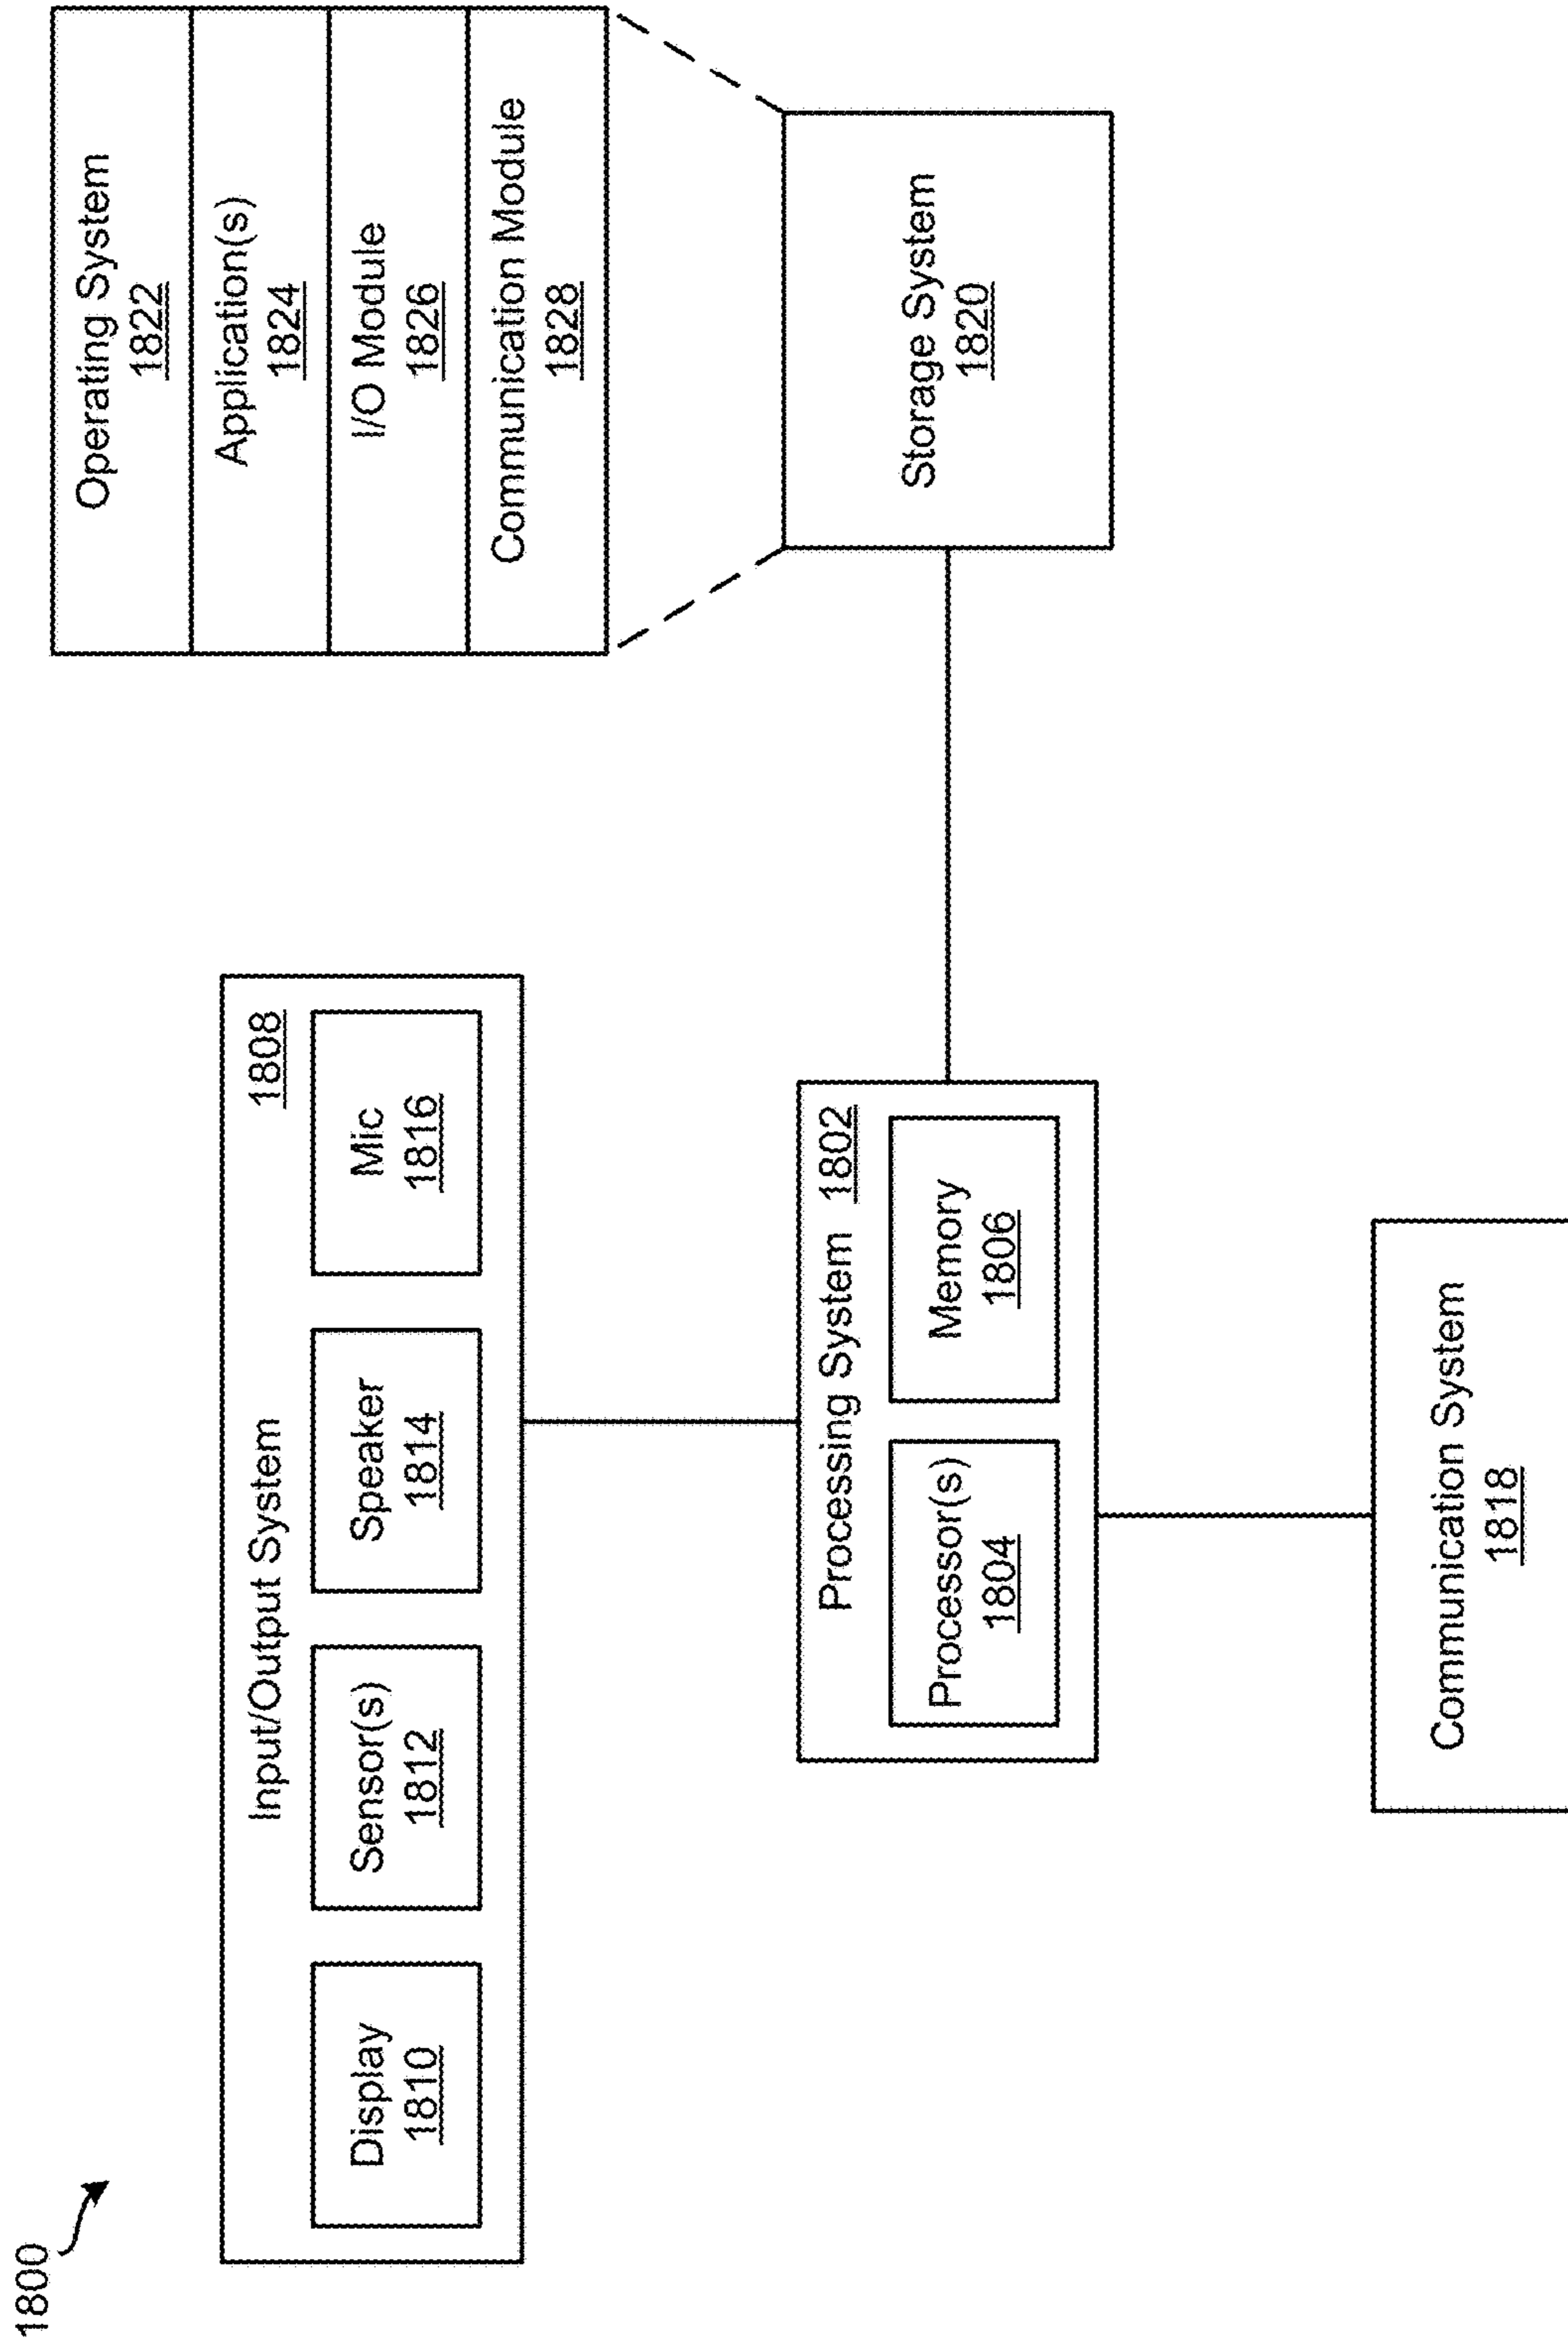 1800
Input/Output System
1808
Display
1810
Sensor(s)
1812
Speaker
1814
Mic
1816
Operating System
1822
Application(s)
1824
I/O Module
1826
Communication Module
1828
Processing System 1802
Processor(s)
1804
Memory
1806
Storage System
1820
Communication System
1818